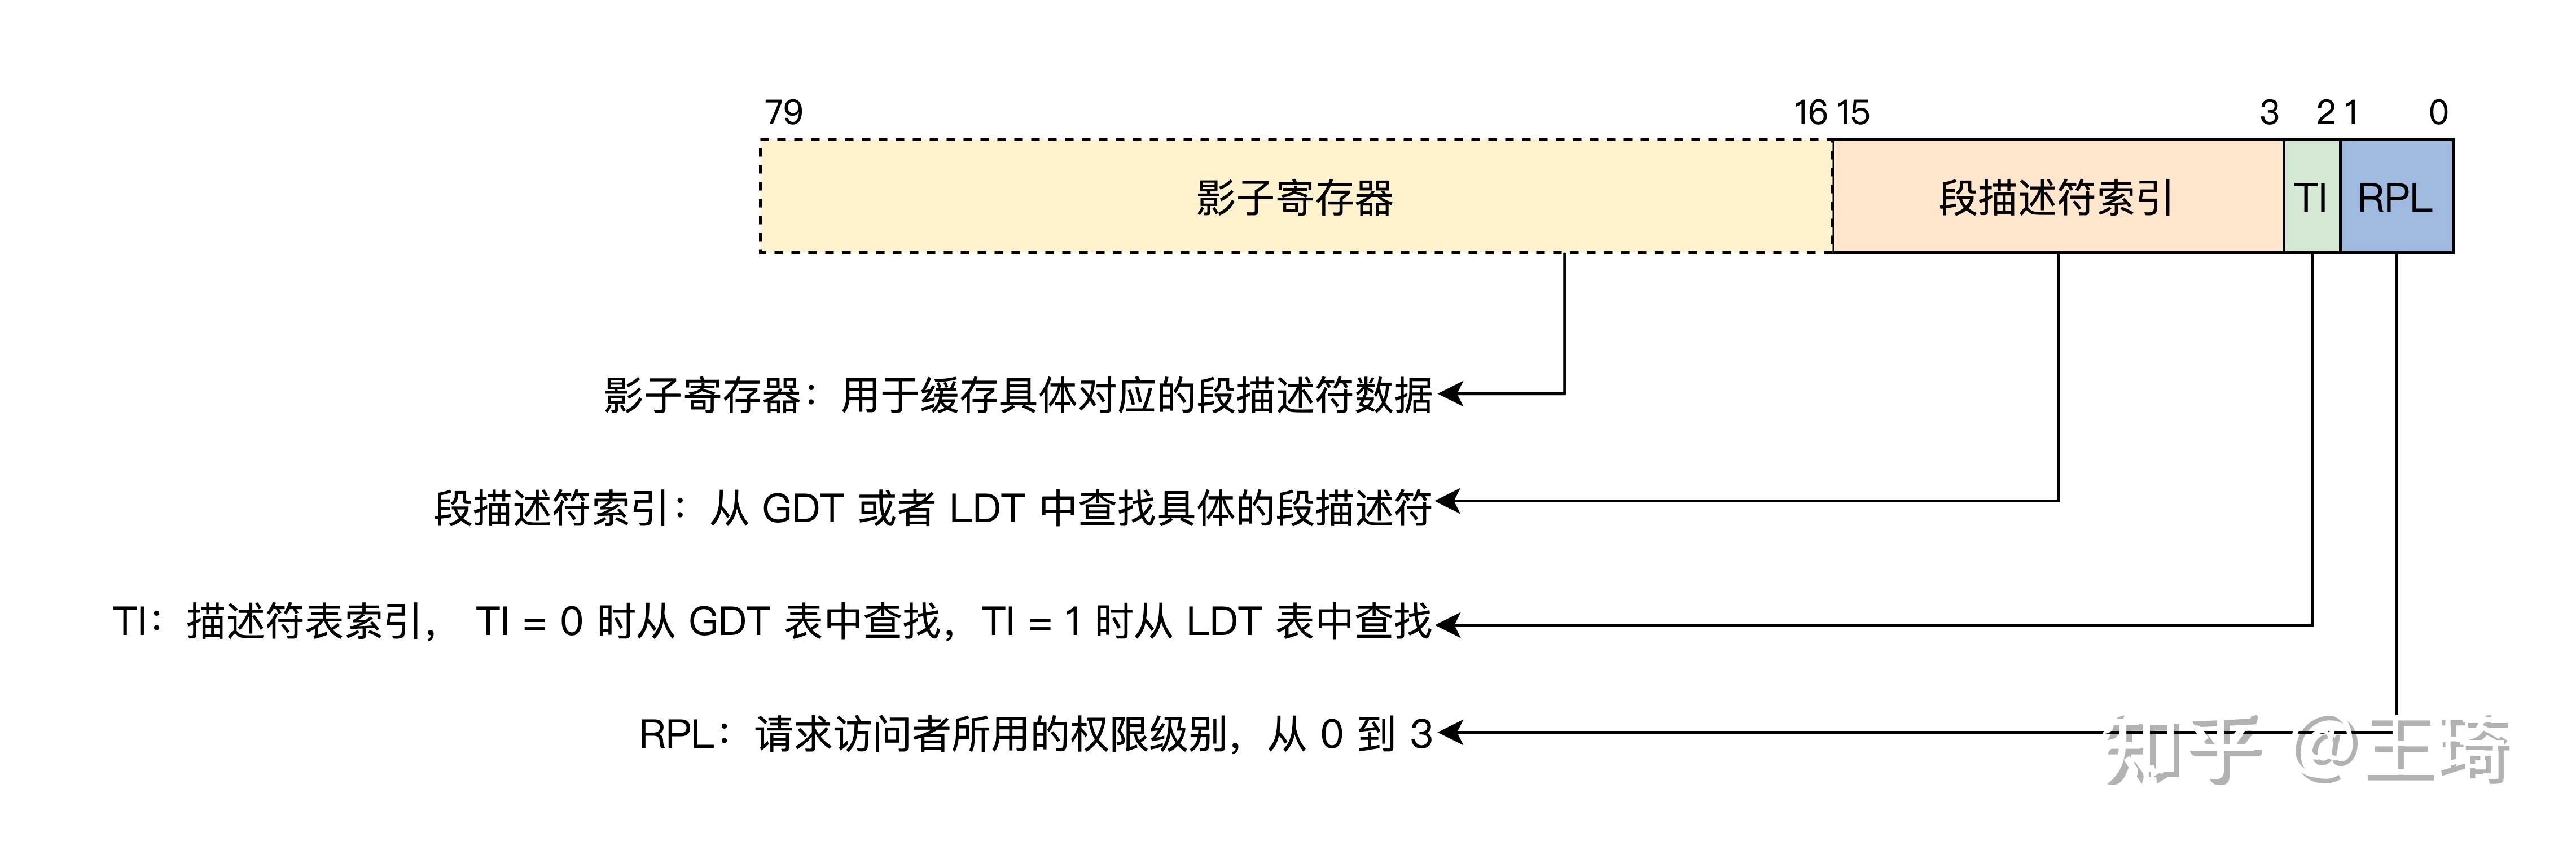 79 16 15 3 2 1 0
影子寄存器 段描述符索引 TI RPL
影子寄存器：用于缓存具体对应的段描述符数据
段描述符索引：从 GDT 或者 LDT 中查找具体的段描述符
TI：描述符表索引， TI = 0 时从 GDT 表中查找，TI = 1 时从 LDT 表中查找
RPL：请求访问者所用的权限级别，从 0 到 3
知乎 @王琦